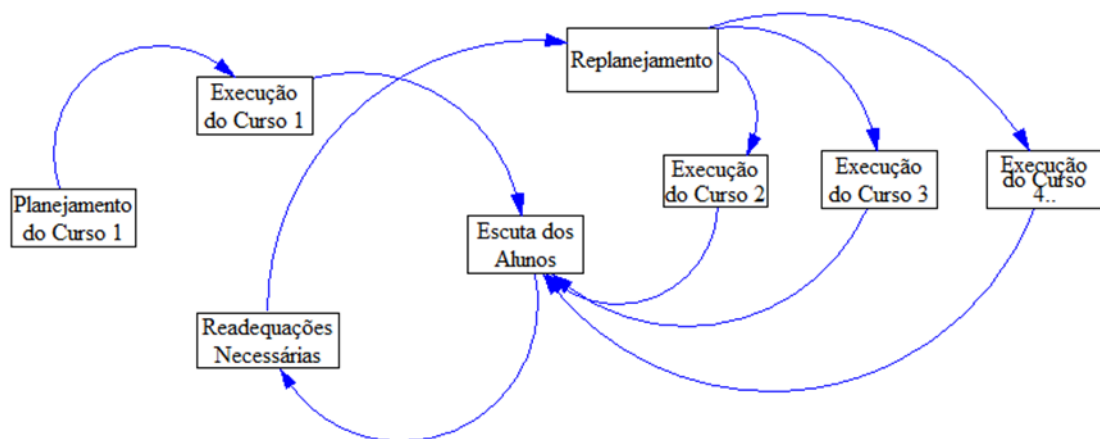 Replanejamento
Execução
do Curso 1
Execução
do Curso 2
Execução
do Curso 3
Execução
do Curso
4..
Planejamento
do Curso 1
Escuta dos
Alunos
Readequações
Necessárias